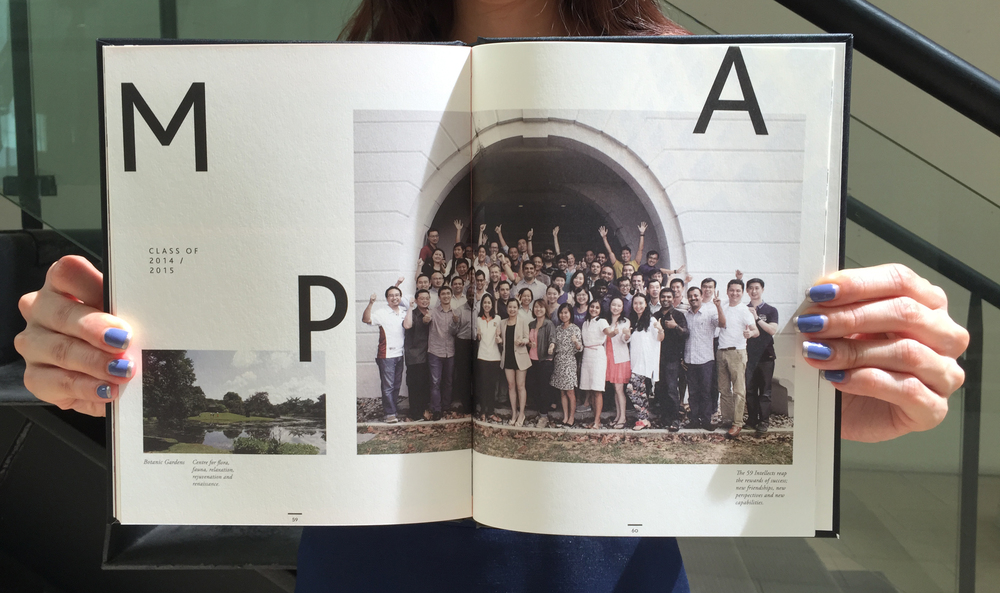 M
A
P
CLASS OF
2014 /
2015
Botanic Gardens
Centre for flora,
fauna, relaxation,
rejuvenation and
renaissance.
The 59 Intellects reap
the rewards of success;
new friendships, new
perspectives and new
capabilities.
59
60